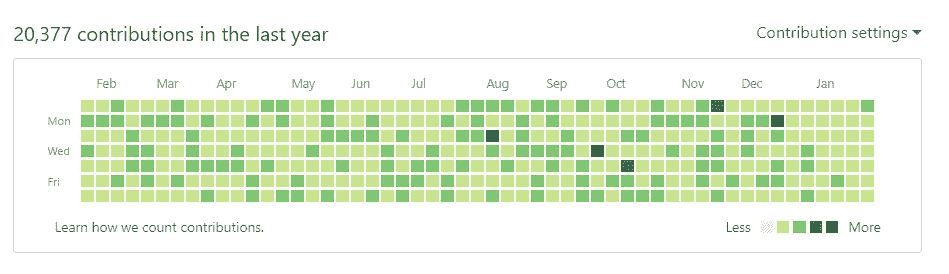 20,377 contributions in the last year
Contribution settings
Feb Mar Apr May Jun Jul Aug Sep Oct Nov Dec Jan
Mon
Wed
Fri
Learn how we count contributions.
Less More